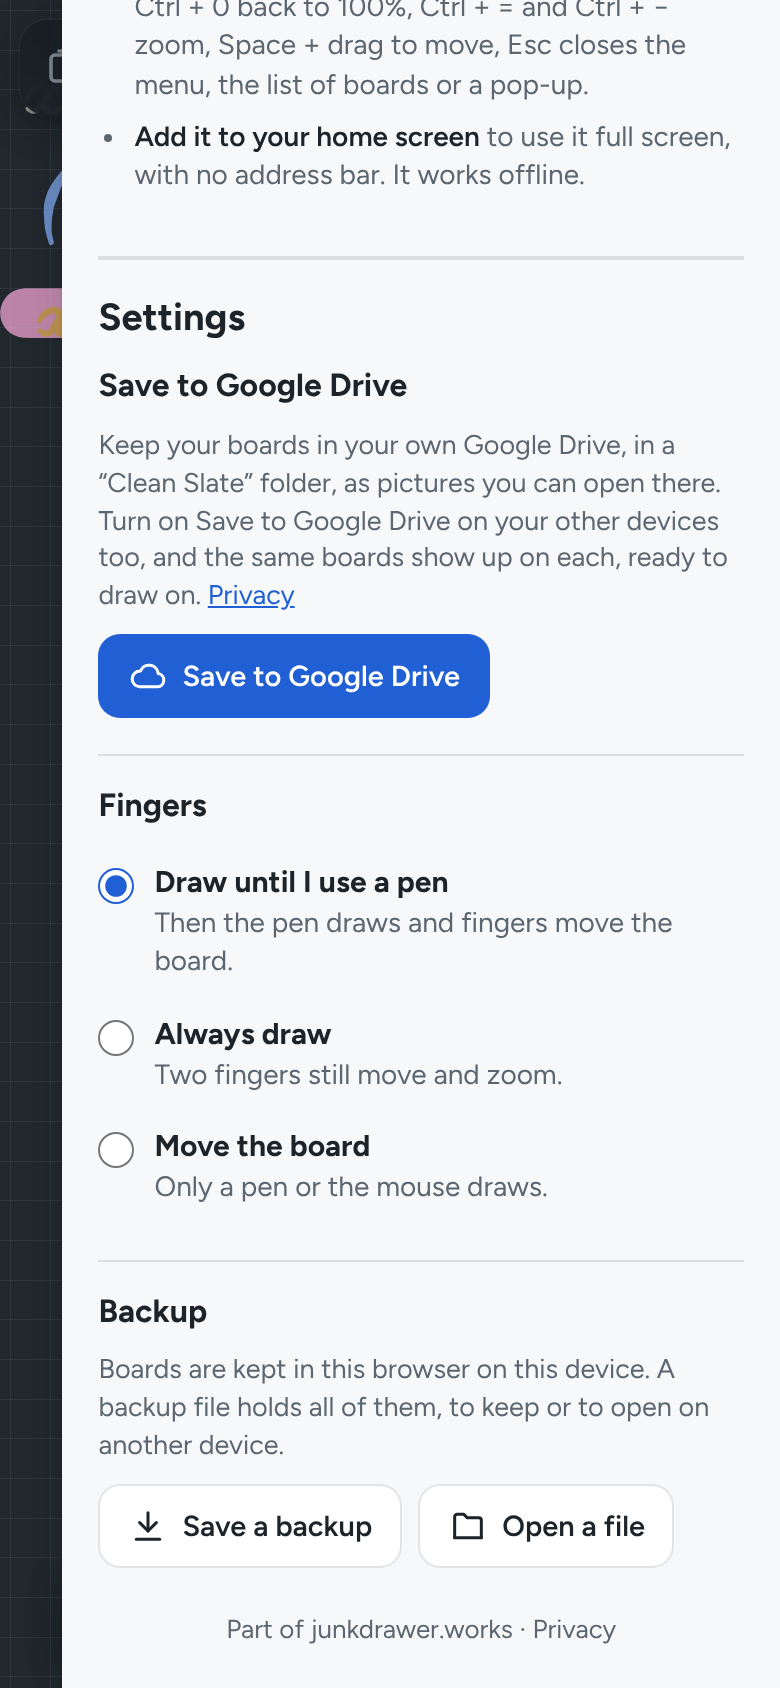 Ctrl + 0 back to 100%, Ctrl + = and Ctrl + −
zoom, Space + drag to move, Esc closes the
menu, the list of boards or a pop-up.
• Add it to your home screen to use it full screen,
with no address bar. It works offline.
Settings
Save to Google Drive
Keep your boards in your own Google Drive, in a
“Clean Slate” folder, as pictures you can open there.
Turn on Save to Google Drive on your other devices
too, and the same boards show up on each, ready to
draw on. Privacy
Save to Google Drive
Fingers
Draw until I use a pen
Then the pen draws and fingers move the
board.
Always draw
Two fingers still move and zoom.
Move the board
Only a pen or the mouse draws.
Backup
Boards are kept in this browser on this device. A
backup file holds all of them, to keep or to open on
another device.
Save a backup
Open a file
Part of junkdrawer.works · Privacy